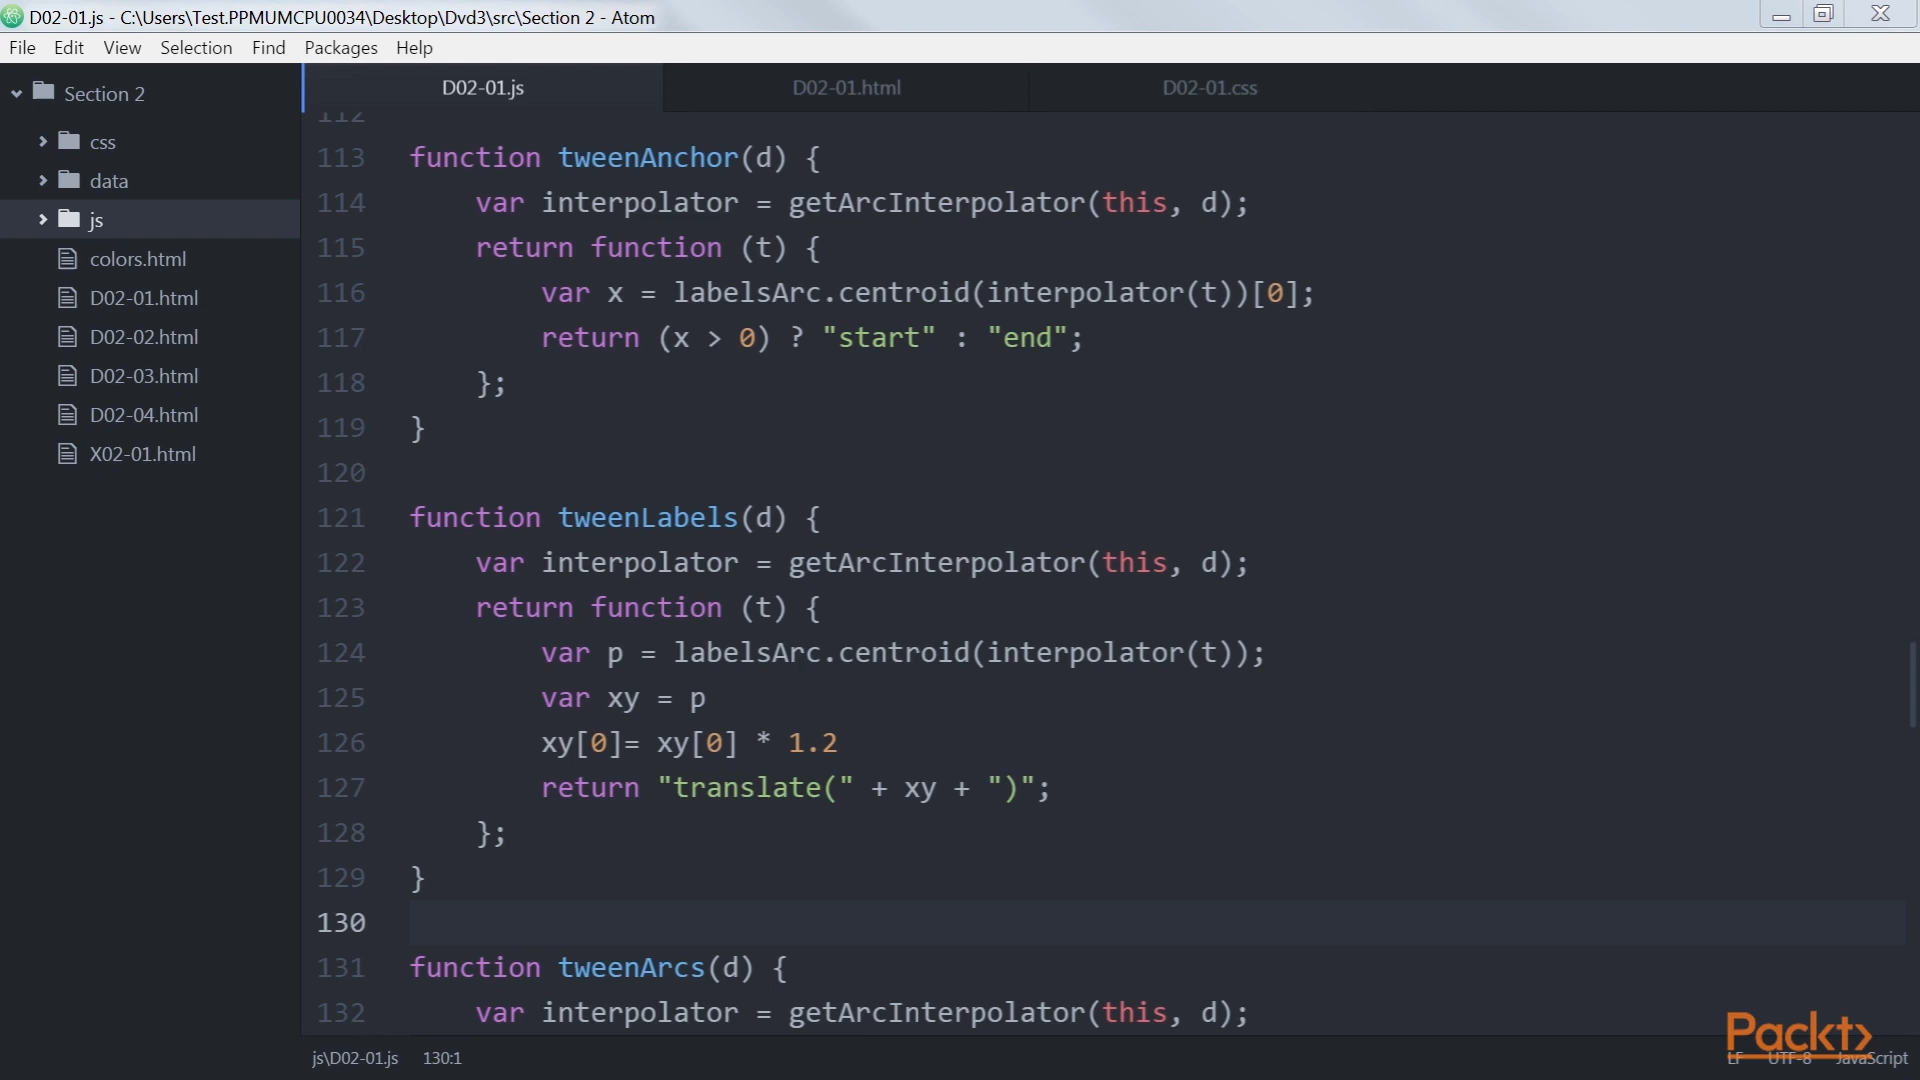 D02-01.js - C:\Users\Test.PPMUMCPU0034\Desktop\Dvd3\src\Section 2 - Atom
File Edit View Selection Find Packages Help
Section 2
css
data
js
colors.html
D02-01.html
D02-02.html
D02-03.html
D02-04.html
X02-01.html
D02-01.js D02-01.html D02-01.css
112
113 function tweenAnchor(d) {
114 var interpolator = getArcInterpolator(this, d);
115 return function (t) {
116 var x = labelsArc.centroid(interpolator(t))[0];
117 return (x > 0) ? "start" : "end";
118 };
119 }
120
121 function tweenLabels(d) {
122 var interpolator = getArcInterpolator(this, d);
123 return function (t) {
124 var p = labelsArc.centroid(interpolator(t));
125 var xy = p
126 xy[0]= xy[0] * 1.2
127 return "translate(" + xy + ")";
128 };
129 }
130
131 function tweenArcs(d) {
132 var interpolator = getArcInterpolator(this, d);
Packt>
js\D02-01.js 130:1 LF UTF-8 JavaScript